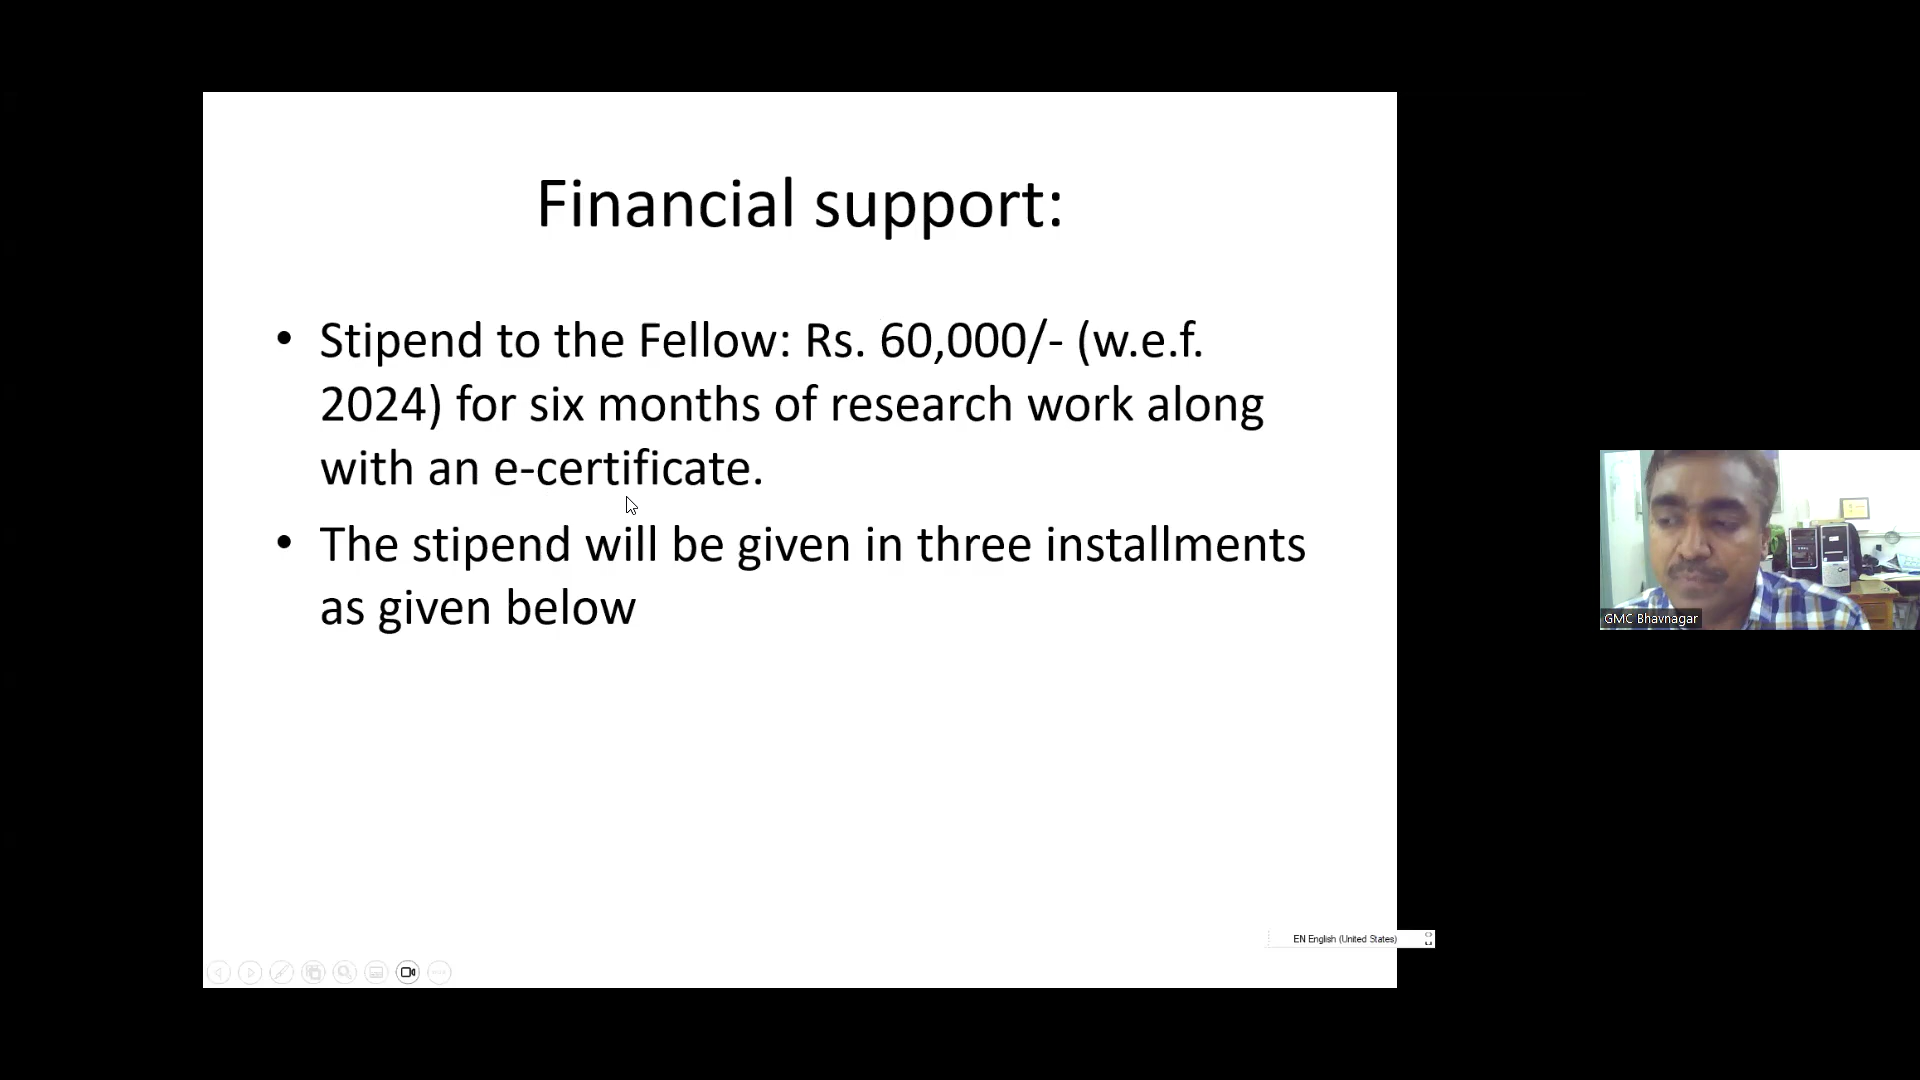 Financial support:
• Stipend to the Fellow: Rs. 60,000/- (w.e.f.
2024) for six months of research work along
with an e-certificate.
• The stipend will be given in three installments
as given below
GMC Bhavnagar
EN English (United States)